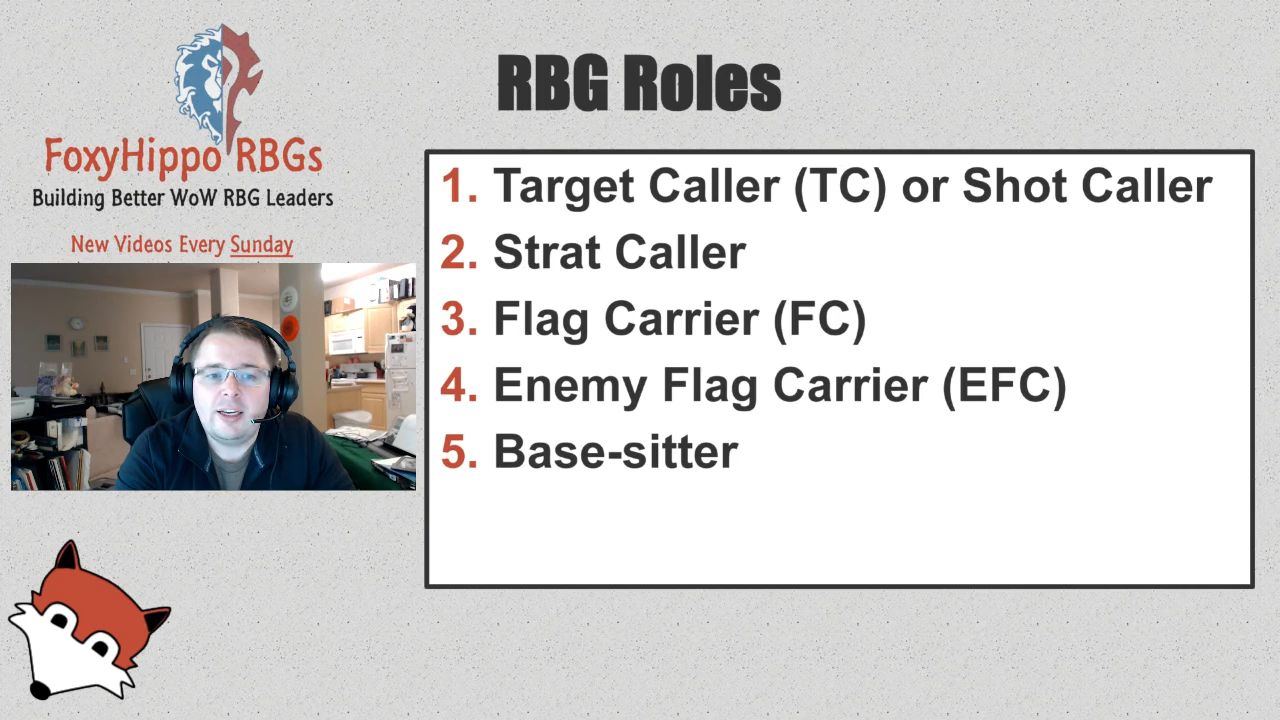 RBG Roles
FoxyHippo RBGs
Building Better WoW RBG Leaders
New Videos Every Sunday
1. Target Caller (TC) or Shot Caller
2. Strat Caller
3. Flag Carrier (FC)
4. Enemy Flag Carrier (EFC)
5. Base-sitter